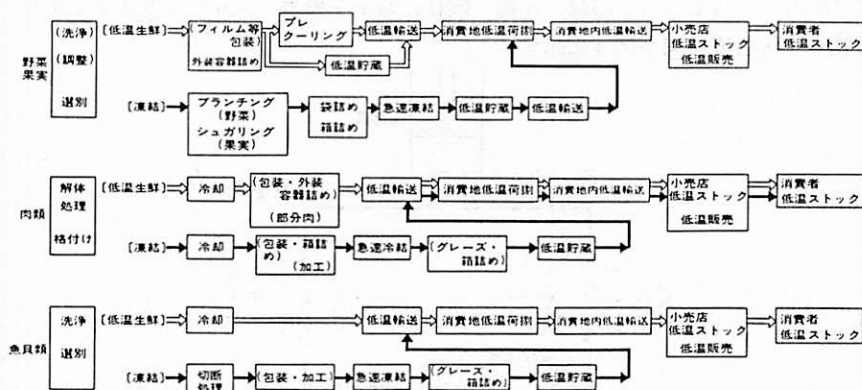 野菜
果実
(洗浄)
(調整)
選別
[低温生鮮]
(フィルム等
包装)
外装容器詰め
プレ
クーリング
低温貯蔵
低温輸送
消費地低温荷捌
消費地内低温輸送
小売店
低温ストック
低温販売
消費者
低温ストック
[凍結]
ブランチング
(野菜)
シュガリング
(果実)
袋詰め
箱詰め
急速凍結
低温貯蔵
低温輸送
肉類
解体
処理
格付け
[低温生鮮]
冷却
(包装・外装
容器詰め)
(部分肉)
低温輸送
消費地低温荷捌
消費地内低温輸送
小売店
低温ストック
低温販売
消費者
低温ストック
[凍結]
冷却
(包装・箱詰
め)
(加工)
急速冷結
(グレーズ・
箱詰め)
低温貯蔵
魚貝類
洗浄
選別
[低温生鮮]
冷却
低温輸送
消費地低温荷捌
消費地内低温輸送
小売店
低温ストック
低温販売
消費者
低温ストック
[凍結]
切断
処理
(包装・加工)
急速凍結
(グレーズ・
箱詰め)
低温貯蔵